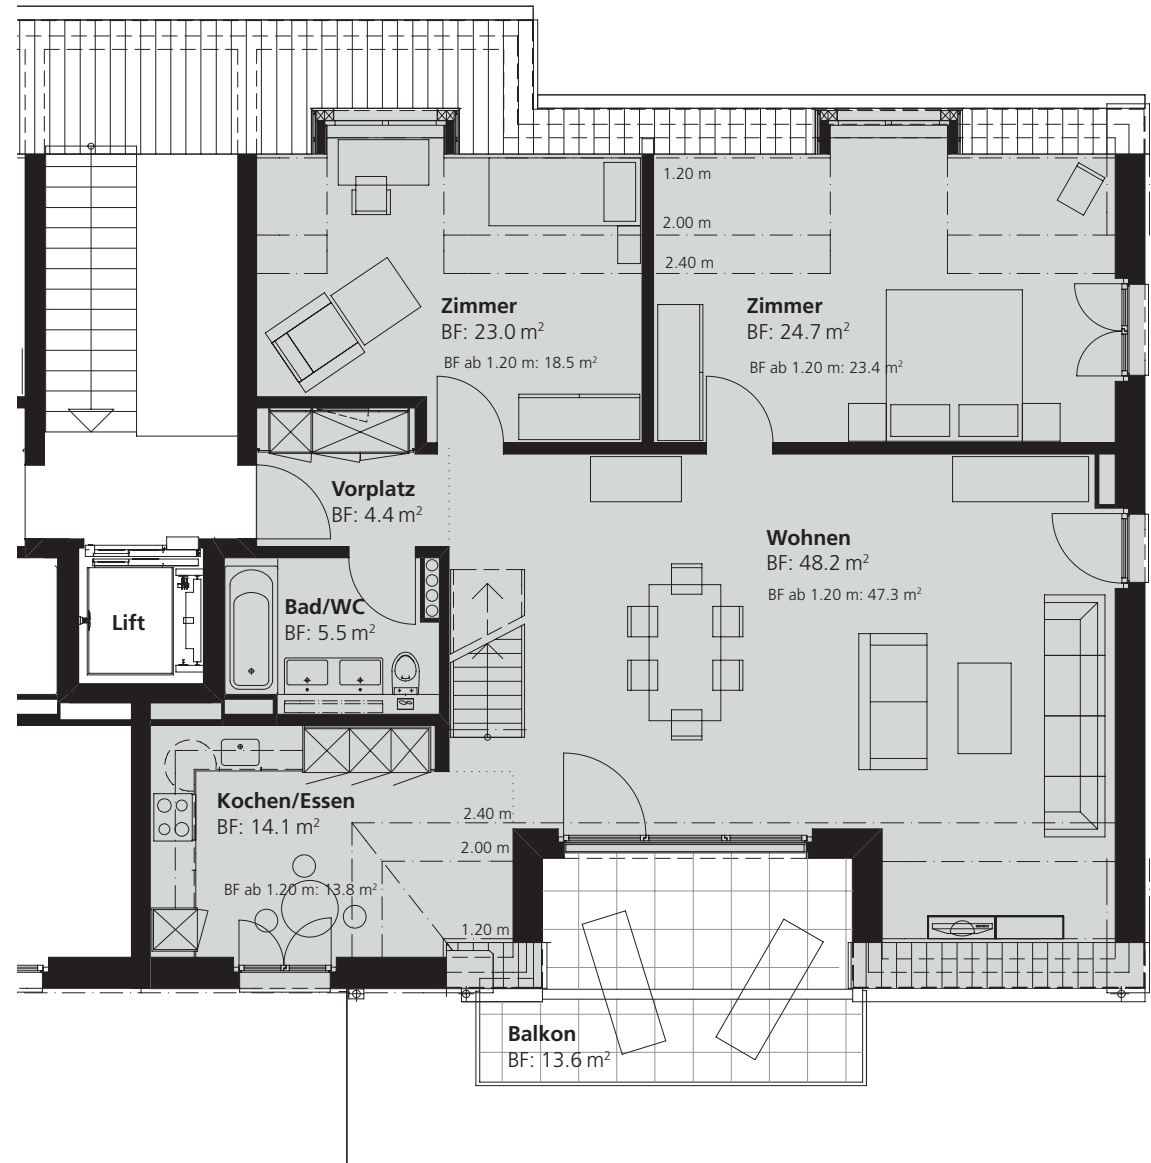 1.20 m
2.00 m
2.40 m
Zimmer
BF: 23.0 m²
BF ab 1.20 m: 18.5 m²
Zimmer
BF: 24.7 m²
BF ab 1.20 m: 23.4 m²
Vorplatz
BF: 4.4 m²
Wohnen
BF: 48.2 m²
BF ab 1.20 m: 47.3 m²
Bad/WC
BF: 5.5 m²
Lift
Kochen/Essen
BF: 14.1 m²
BF ab 1.20 m: 13.8 m²
2.40 m
2.00 m
1.20 m
Balkon
BF: 13.6 m²